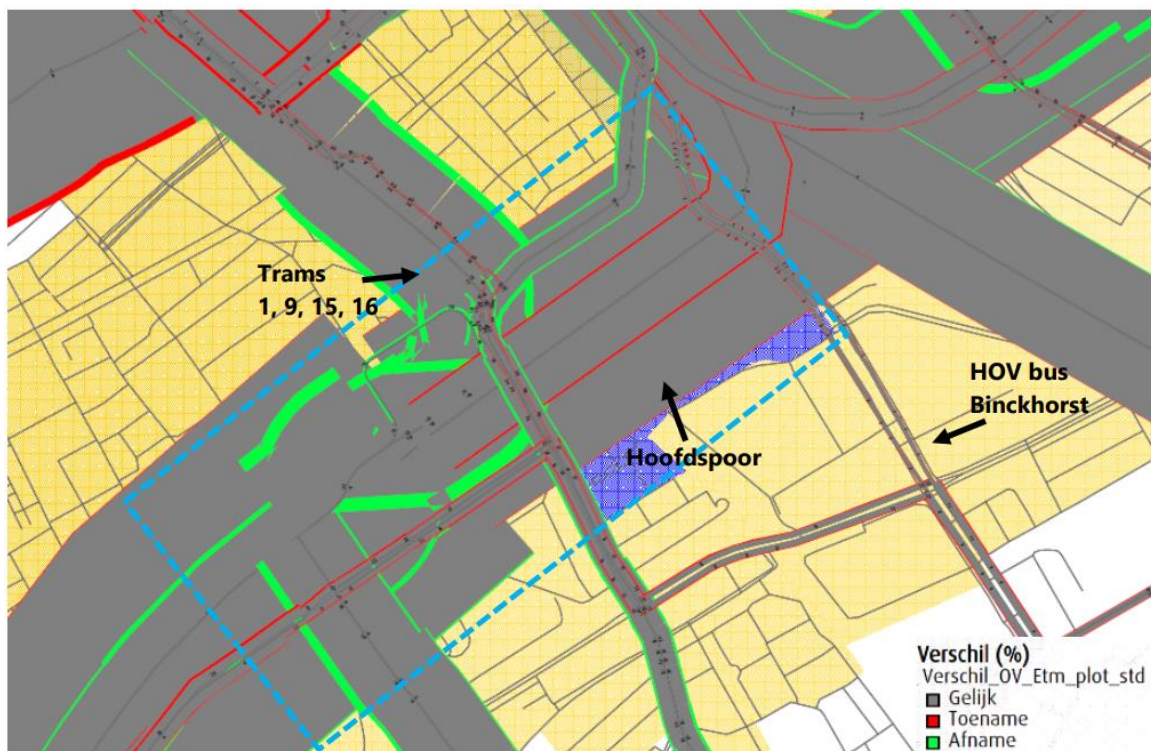 Trams
1, 9, 15, 16
HOV bus
Binckhorst
Hoofdspoor
Verschil (%)
Verschil_OV_Etm_plot_std
Gelijk
Toename
Afname